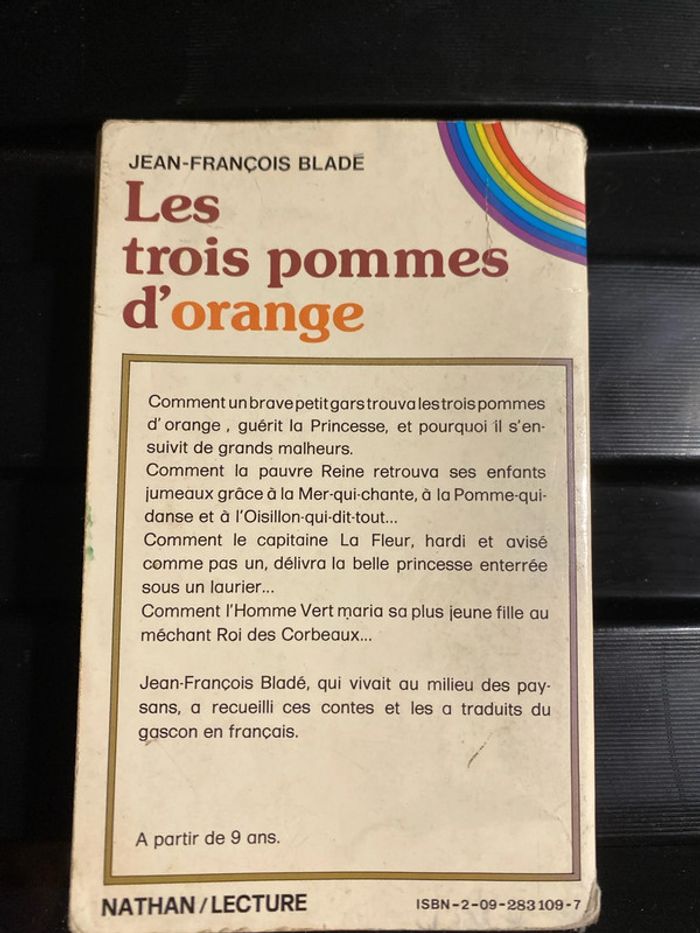 JEAN-FRANÇOIS BLADÉ
Les
trois pommes
d'orange
Comment un brave petit gars trouva les trois pommes
d'orange, guérit la Princesse, et pourquoi il s'en-
suivit de grands malheurs.
Comment la pauvre Reine retrouva ses enfants
jumeaux grâce à la Mer-qui-chante, à la Pomme-qui-
danse et à l'Oisillon-qui-dit-tout...
Comment le capitaine La Fleur, hardi et avisé
comme pas un, délivra la belle princesse enterrée
sous un laurier...
Comment l'Homme Vert maria sa plus jeune fille au
méchant Roi des Corbeaux...
Jean-François Bladé, qui vivait au milieu des pay-
sans, a recueilli ces contes et les a traduits du
gascon en français.
A partir de 9 ans.
NATHAN/LECTURE
ISBN-2-09-283109-7